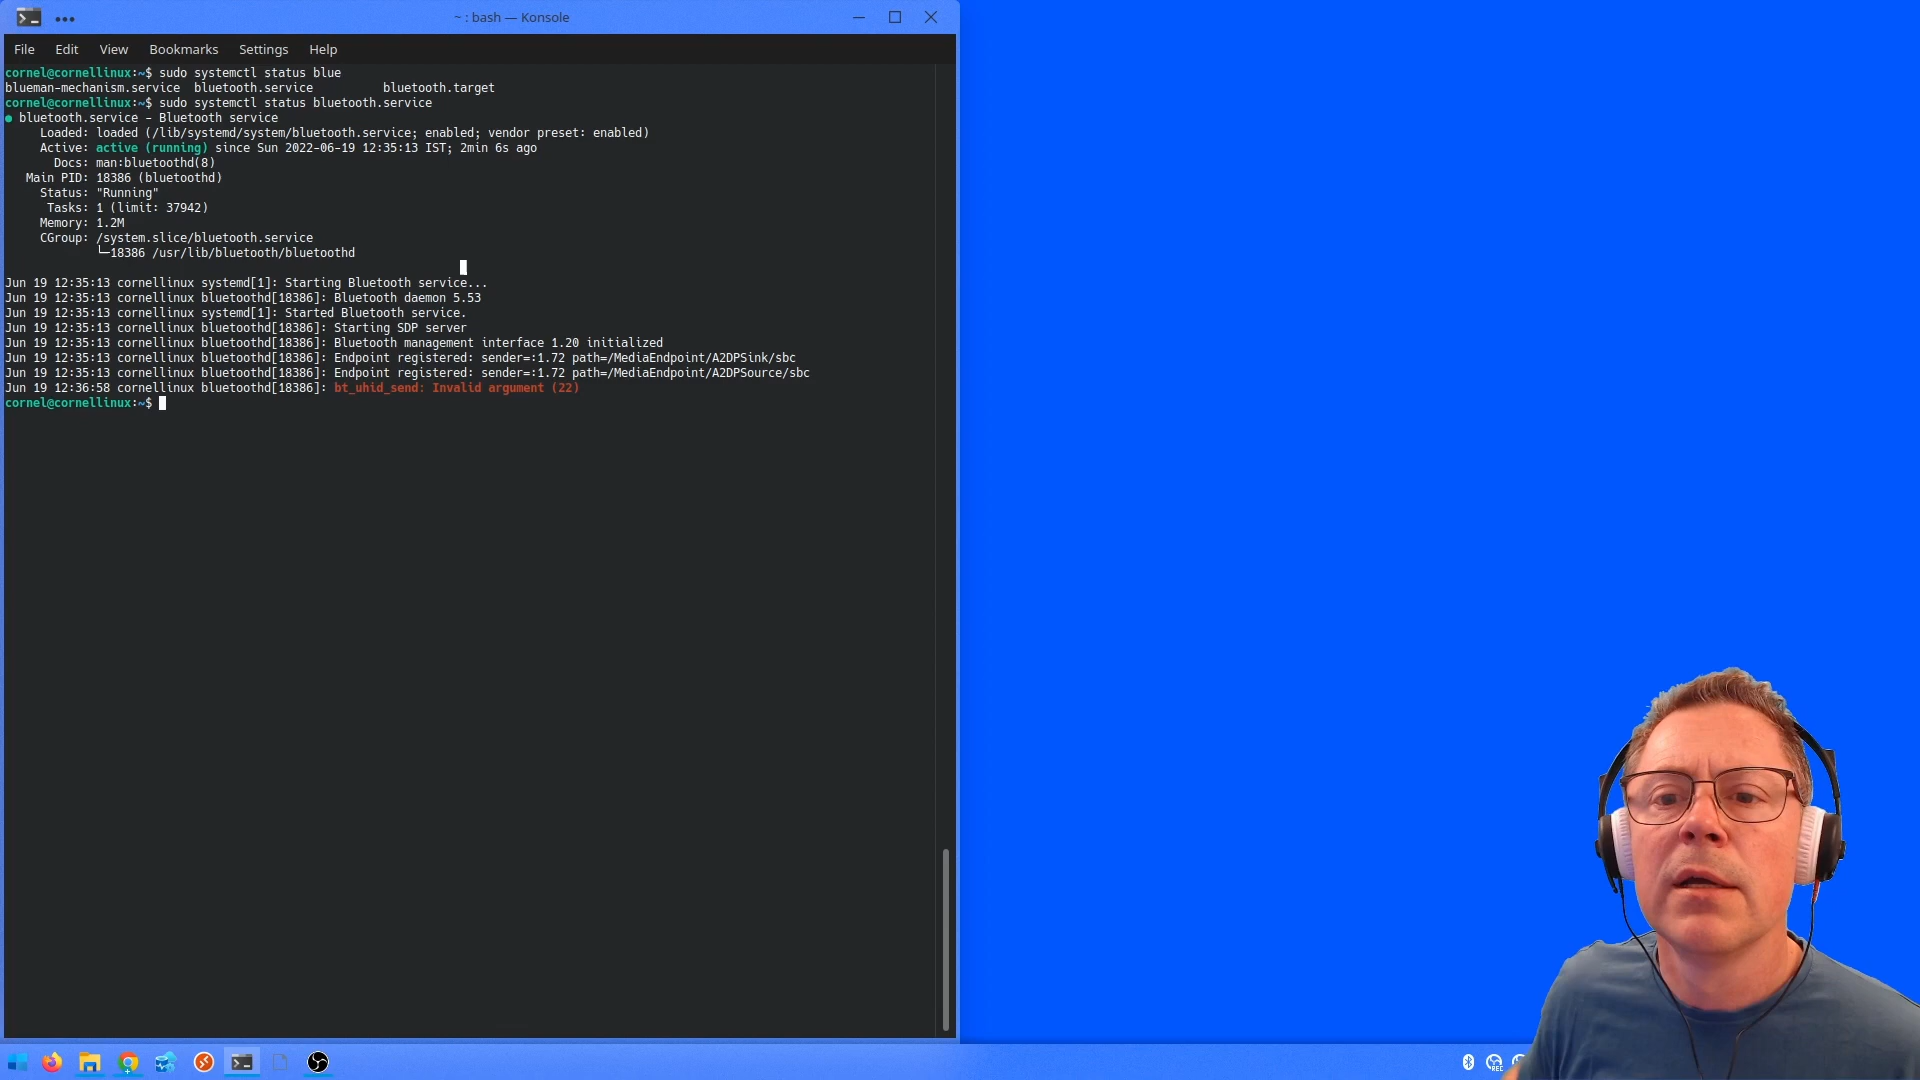 ~ : bash — Konsole
File Edit View Bookmarks Settings Help
cornel@cornellinux:~$ sudo systemctl status blue
blueman-mechanism.service bluetooth.service bluetooth.target
cornel@cornellinux:~$ sudo systemctl status bluetooth.service
● bluetooth.service - Bluetooth service
Loaded: loaded (/lib/systemd/system/bluetooth.service; enabled; vendor preset: enabled)
Active: active (running) since Sun 2022-06-19 12:35:13 IST; 2min 6s ago
Docs: man:bluetoothd(8)
Main PID: 18386 (bluetoothd)
Status: "Running"
Tasks: 1 (limit: 37942)
Memory: 1.2M
CGroup: /system.slice/bluetooth.service
└─18386 /usr/lib/bluetooth/bluetoothd
Jun 19 12:35:13 cornellinux systemd[1]: Starting Bluetooth service...
Jun 19 12:35:13 cornellinux bluetoothd[18386]: Bluetooth daemon 5.53
Jun 19 12:35:13 cornellinux systemd[1]: Started Bluetooth service.
Jun 19 12:35:13 cornellinux bluetoothd[18386]: Starting SDP server
Jun 19 12:35:13 cornellinux bluetoothd[18386]: Bluetooth management interface 1.20 initialized
Jun 19 12:35:13 cornellinux bluetoothd[18386]: Endpoint registered: sender=:1.72 path=/MediaEndpoint/A2DPSink/sbc
Jun 19 12:35:13 cornellinux bluetoothd[18386]: Endpoint registered: sender=:1.72 path=/MediaEndpoint/A2DPSource/sbc
Jun 19 12:36:58 cornellinux bluetoothd[18386]: bt_uhid_send: Invalid argument (22)
cornel@cornellinux:~$
REC